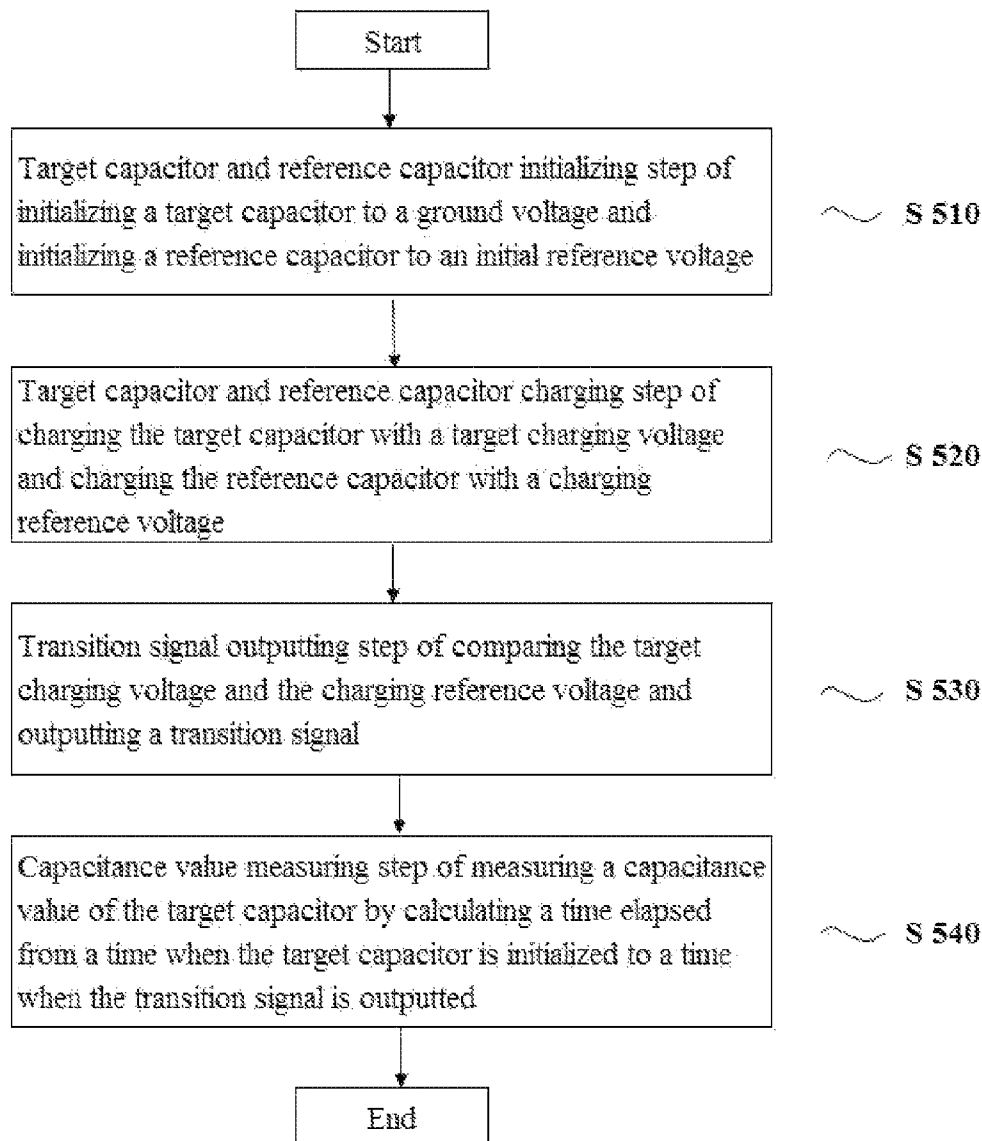 Start
Target capacitor and reference capacitor initializing step of
initializing a target capacitor to a ground voltage and
initializing a reference capacitor to an initial reference voltage
S 510
Target capacitor and reference capacitor charging step of
charging the target capacitor with a target charging voltage
and charging the reference capacitor with a charging
reference voltage
S 520
Transition signal outputting step of comparing the target
charging voltage and the charging reference voltage and
outputting a transition signal
S 530
Capacitance value measuring step of measuring a capacitance
value of the target capacitor by calculating a time elapsed
from a time when the target capacitor is initialized to a time
when the transition signal is outputted
S 540
End